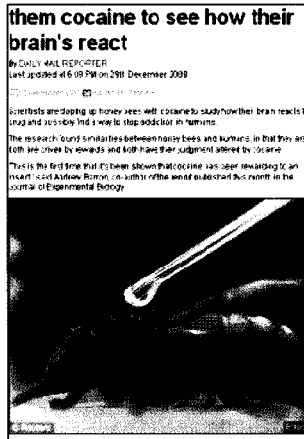 them cocaine to see how their
brain's react
By DAILY MAIL REPORTER
Last updated at 6:09 PM on 29th December 2008
Scientists are doping up honey bees with cocaine to study how their brain reacts t
drug and possibly find a way to stop addiction in humans.
The research found similarities between honey bees and humans, in that they are
both are driven by rewards and both have their judgment altered by cocaine
"This is the first time that it's been shown that cocaine has been rewarding to an
insect" said Andrew Barron, co-author of the report published this month in the
Journal of Experimental Biology